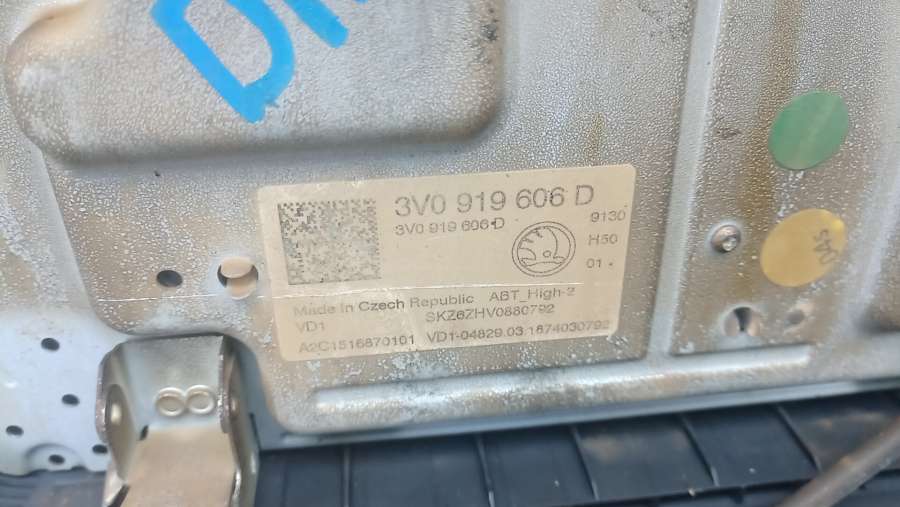 3V0 919 606 D
3V0 919 606 D
9130
H50
01
Made in Czech Republic ABT_High-2
VD1 SKZ6ZHV0880792
A2C1516870101 VD1-04829.03.1674030792